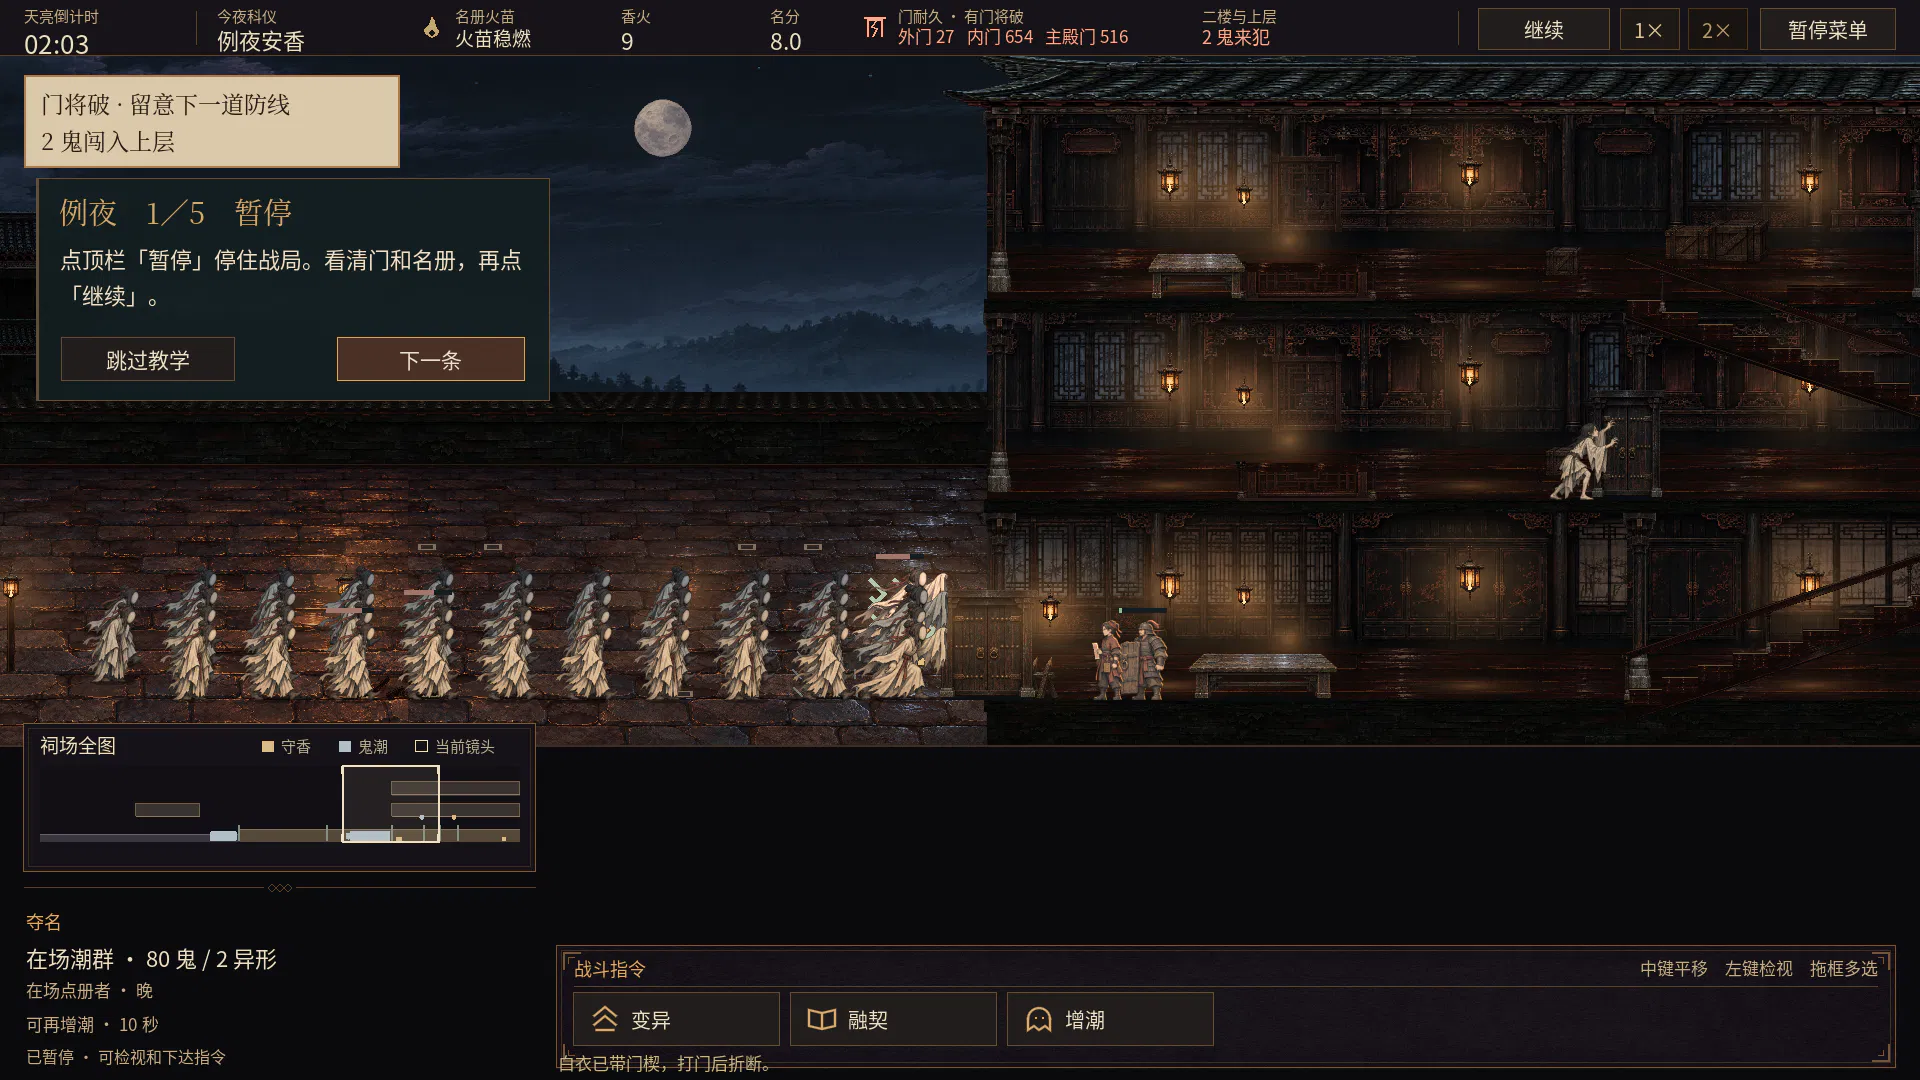 天亮倒计时
02:03
今夜科仪
例夜安香
名册火苗
火苗稳燃
香火
9
名分
8.0
门耐久 · 有门将破
外门 27 内门 654 主殿门 516
二楼与上层
2 鬼来犯
继续
1×
2×
暂停菜单
门将破 · 留意下一道防线
2 鬼闯入上层
例夜 1／5 暂停
点顶栏「暂停」停住战局。看清门和名册，再点
「继续」。
跳过教学
下一条
祠场全图
守香
鬼潮
当前镜头
夺名
在场潮群 · 80 鬼 / 2 异形
在场点册者 · 晚
可再增潮 · 10 秒
已暂停 · 可检视和下达指令
战斗指令
中键平移 左键检视 拖框多选
变异
融契
增潮
白衣已带门楔，打门后折断。